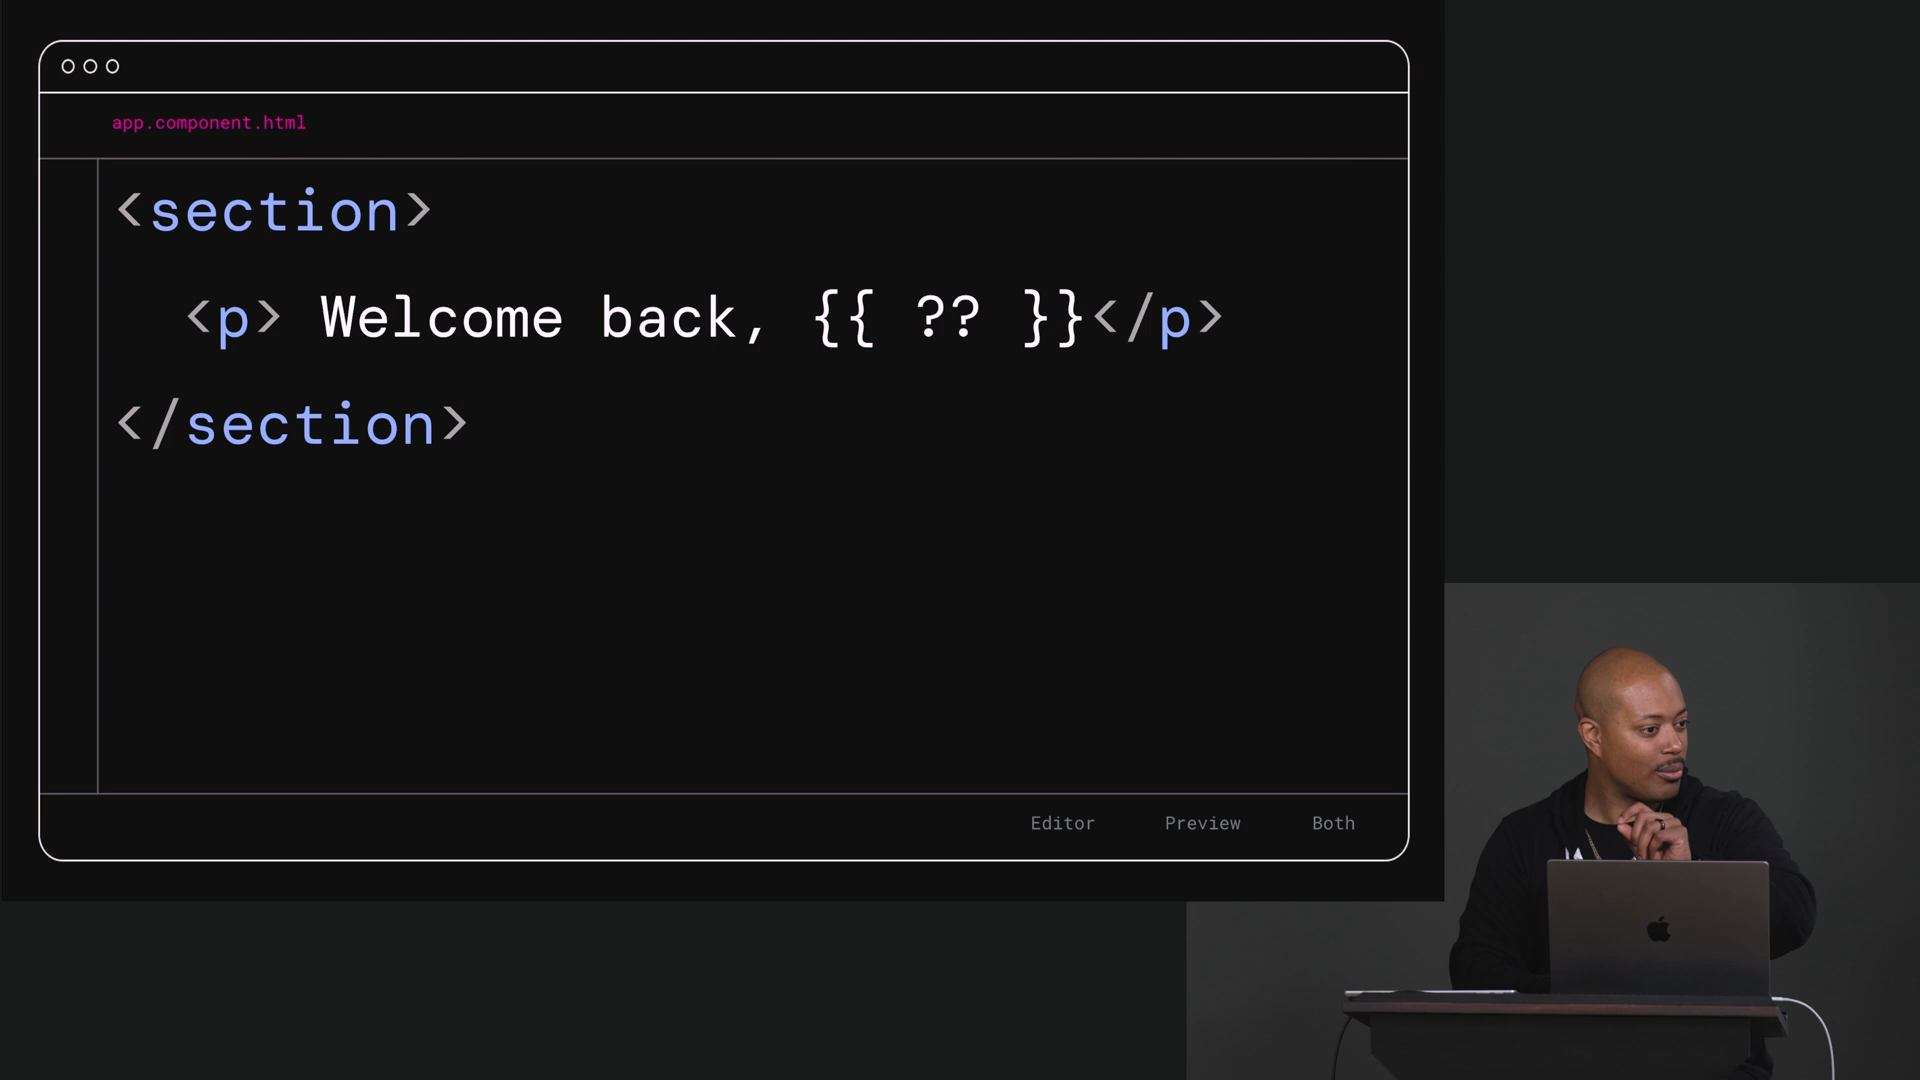 app.component.html
<section>
<p> Welcome back, {{ ?? }}</p>
</section>
Editor Preview Both